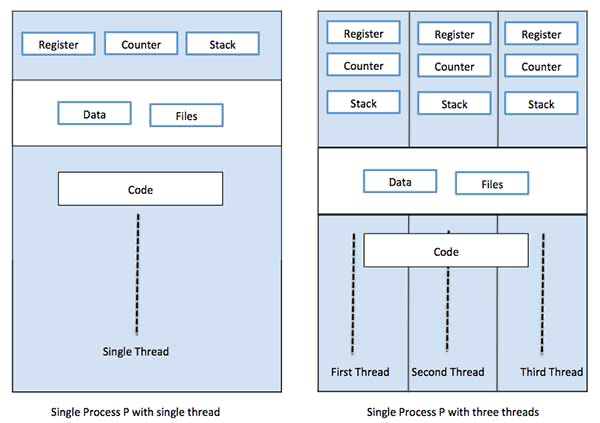 Register Counter Stack
Data Files
Code
Single Thread
Single Process P with single thread
Register Register Register
Counter Counter Counter
Stack Stack Stack
Data Files
Code
First Thread Second Thread Third Thread
Single Process P with three threads